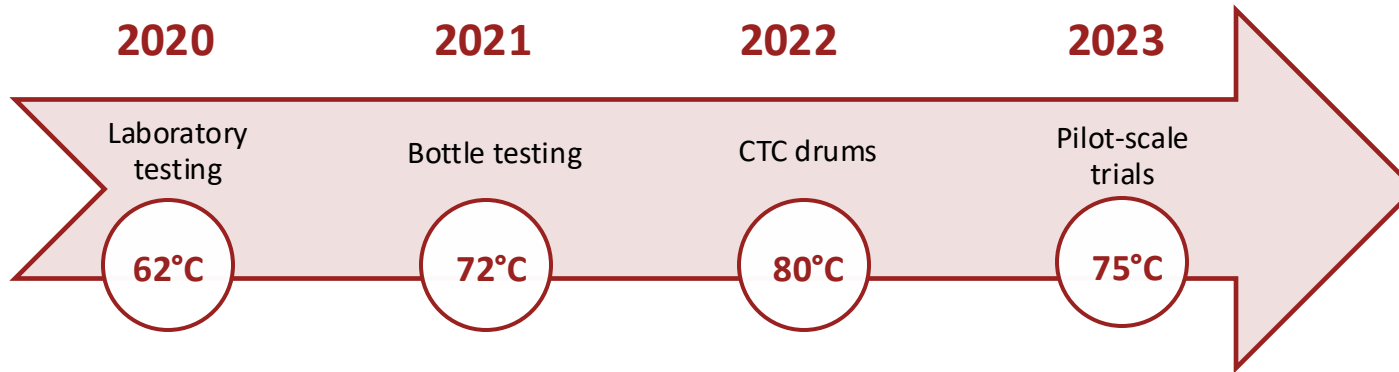 2020
2021
2022
2023
Laboratory
testing
Bottle testing
CTC drums
Pilot-scale
trials
62°C
72°C
80°C
75°C